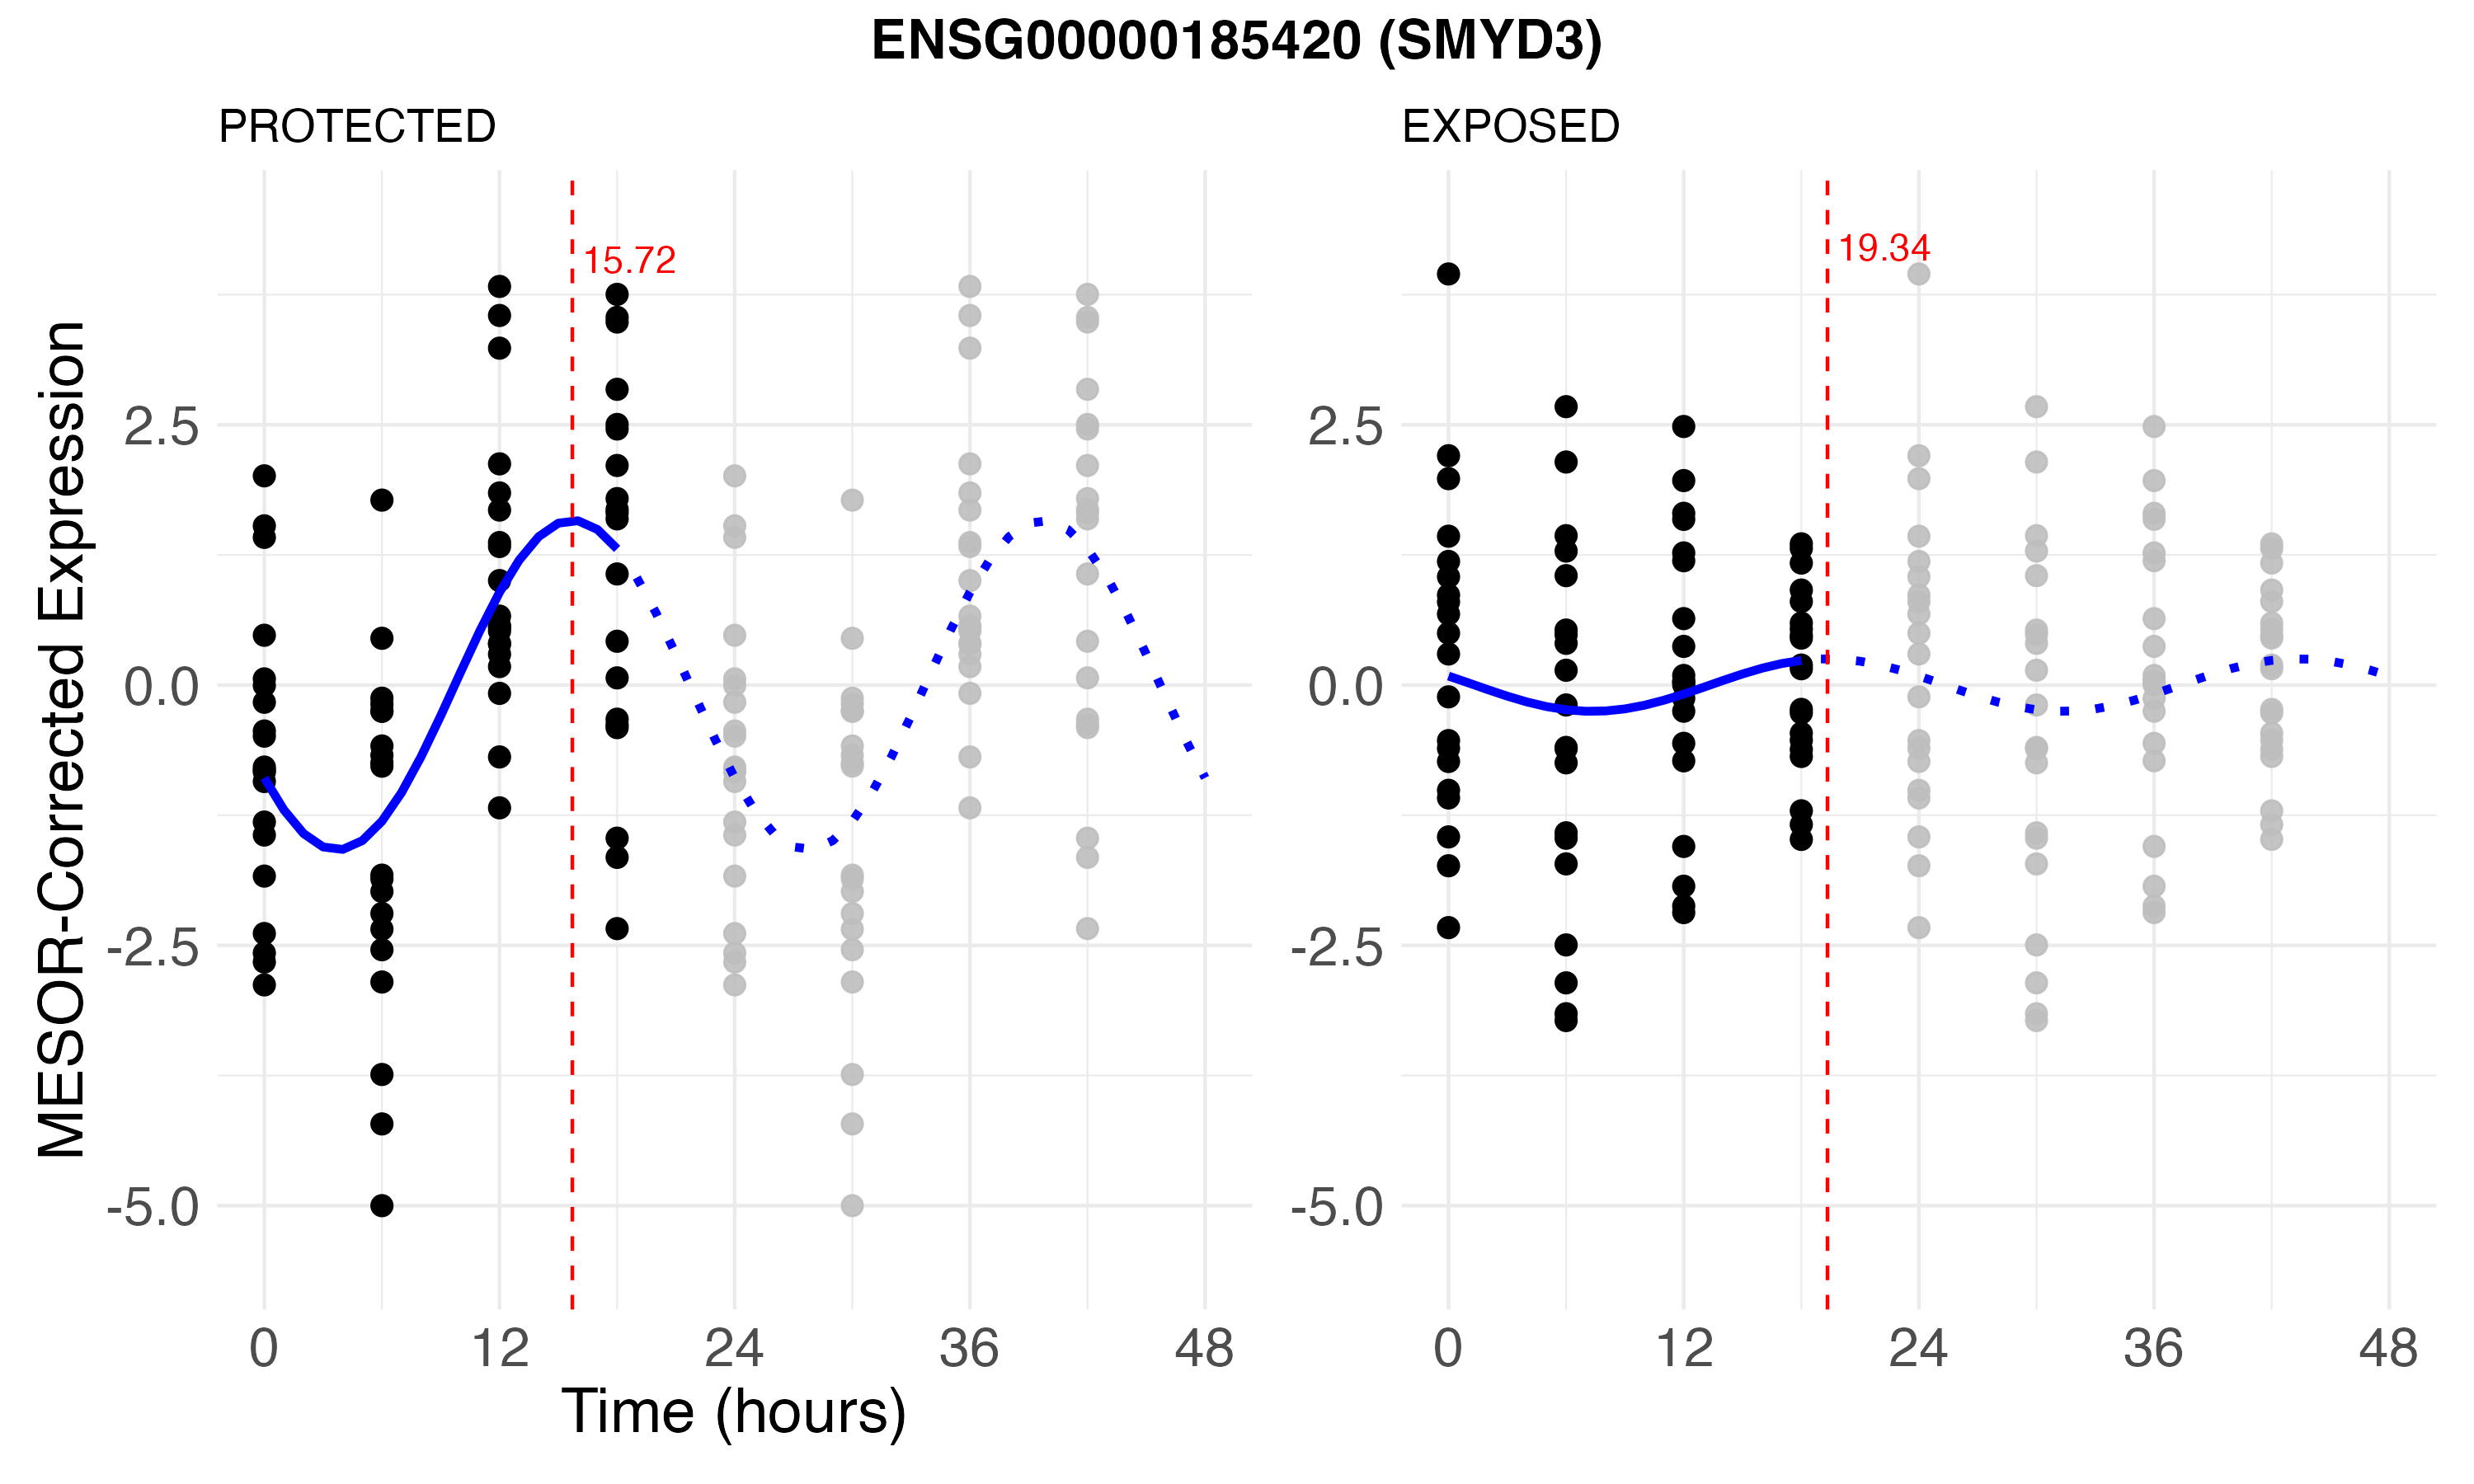 ENSG00000185420 (SMYD3)
PROTECTED
EXPOSED
MESOR-Corrected Expression
15.72
19.34
2.5
0.0
-2.5
-5.0
2.5
0.0
-2.5
-5.0
0 12 24 36 48
0 12 24 36 48
Time (hours)